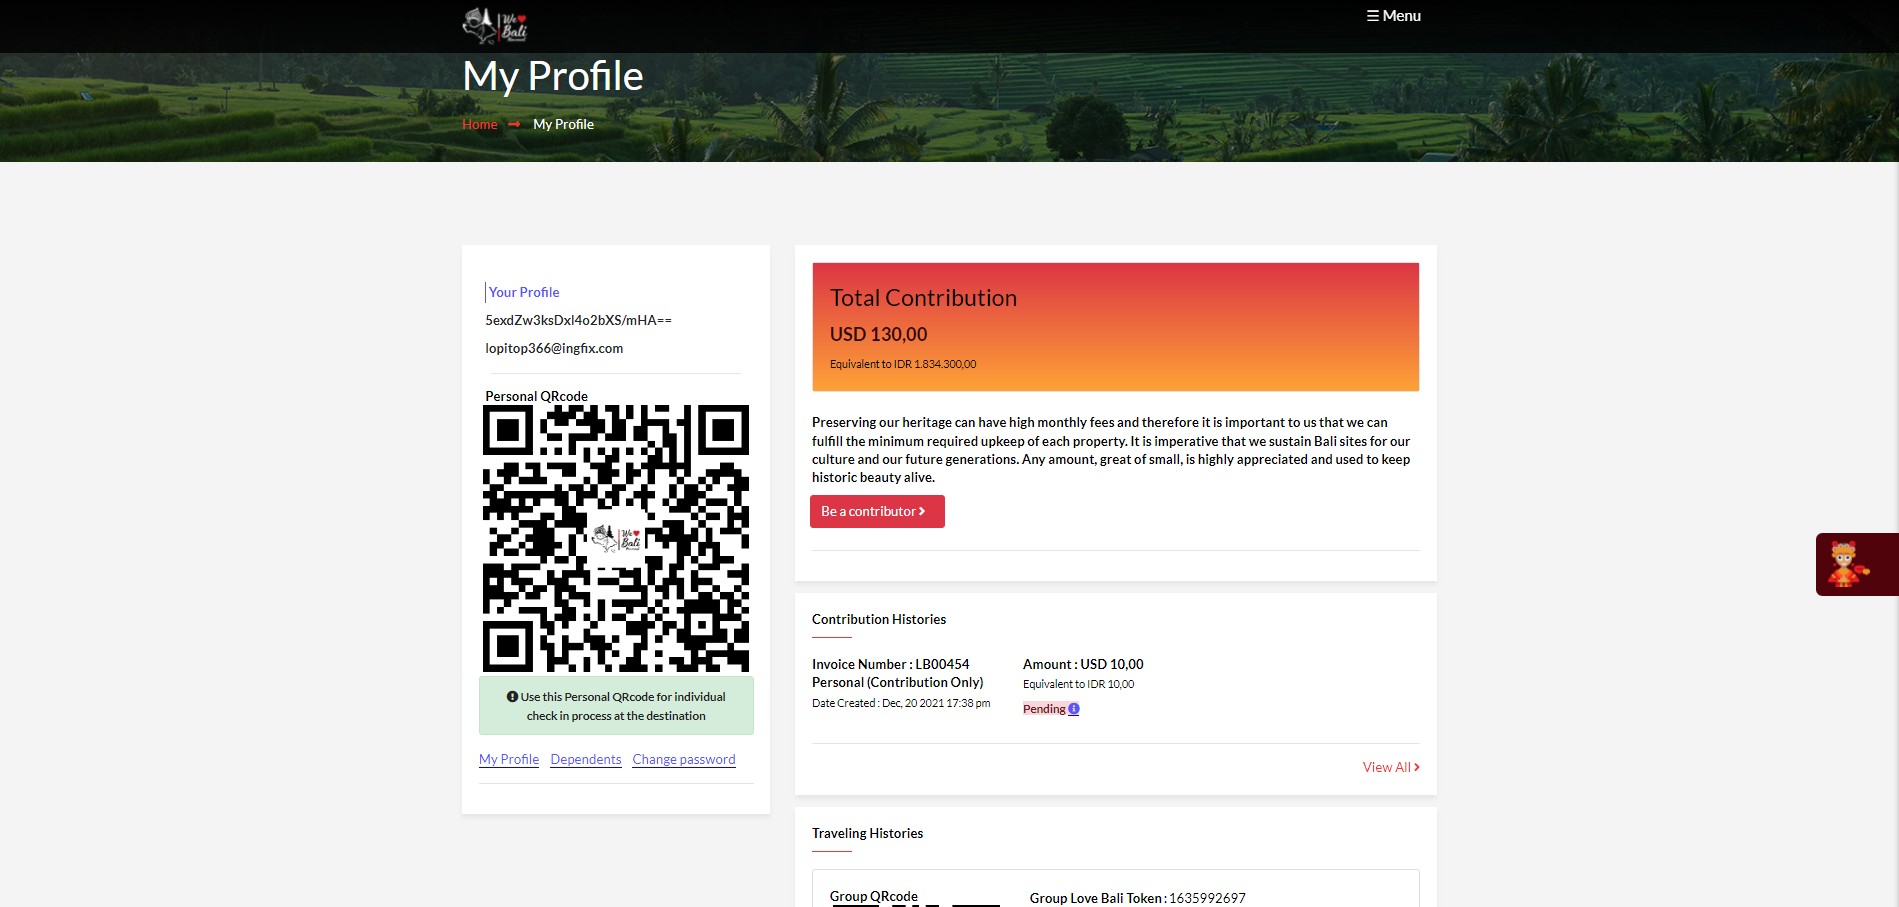 We Bali
☰ Menu
My Profile
Home → My Profile
Your Profile
5exdZw3ksDxl4o2bXS/mHA==
lopitop366@ingfix.com
Personal QRcode
We Bali
Use this Personal QRcode for individual
check in process at the destination
My Profile Dependents Change password
Total Contribution
USD 130,00
Equivalent to IDR 1.834.300,00
Preserving our heritage can have high monthly fees and therefore it is important to us that we can
fulfill the minimum required upkeep of each property. It is imperative that we sustain Bali sites for our
culture and our future generations. Any amount, great of small, is highly appreciated and used to keep
historic beauty alive.
Be a contributor
Contribution Histories
Invoice Number : LB00454
Personal (Contribution Only)
Date Created : Dec, 20 2021 17:38 pm
Amount : USD 10,00
Equivalent to IDR 10,00
Pending
View All
Traveling Histories
Group QRcode
Group Love Bali Token : 1635992697